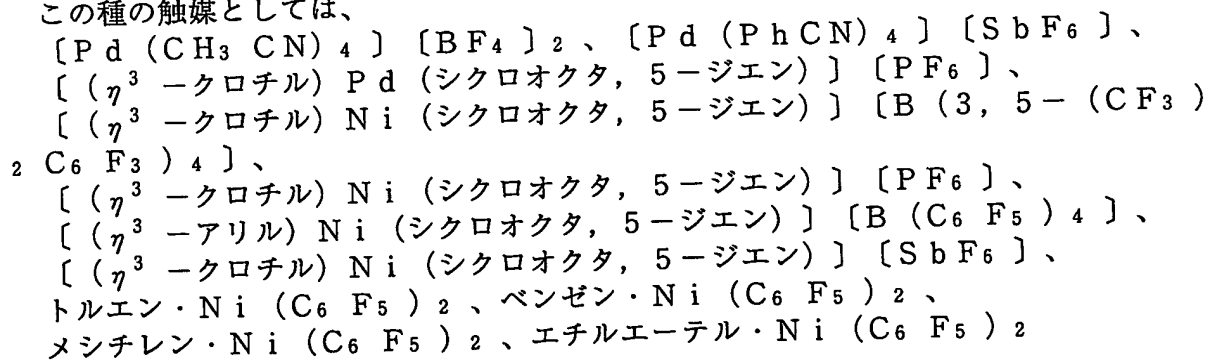 この種の触媒としては、
〔Pd(CH₃CN)₄〕〔BF₄〕₂、〔Pd(PhCN)₄〕〔SbF₆〕、
〔(η³−クロチル)Pd(シクロオクタ,5−ジエン)〕〔PF₆〕、
〔(η³−クロチル)Ni(シクロオクタ,5−ジエン)〕〔B(3,5−(CF₃)
₂C₆F₃)₄〕、
〔(η³−クロチル)Ni(シクロオクタ,5−ジエン)〕〔PF₆〕、
〔(η³−アリル)Ni(シクロオクタ,5−ジエン)〕〔B(C₆F₅)₄〕、
〔(η³−クロチル)Ni(シクロオクタ,5−ジエン)〕〔SbF₆〕、
トルエン・Ni(C₆F₅)₂、ベンゼン・Ni(C₆F₅)₂、
メシチレン・Ni(C₆F₅)₂、エチルエーテル・Ni(C₆F₅)₂